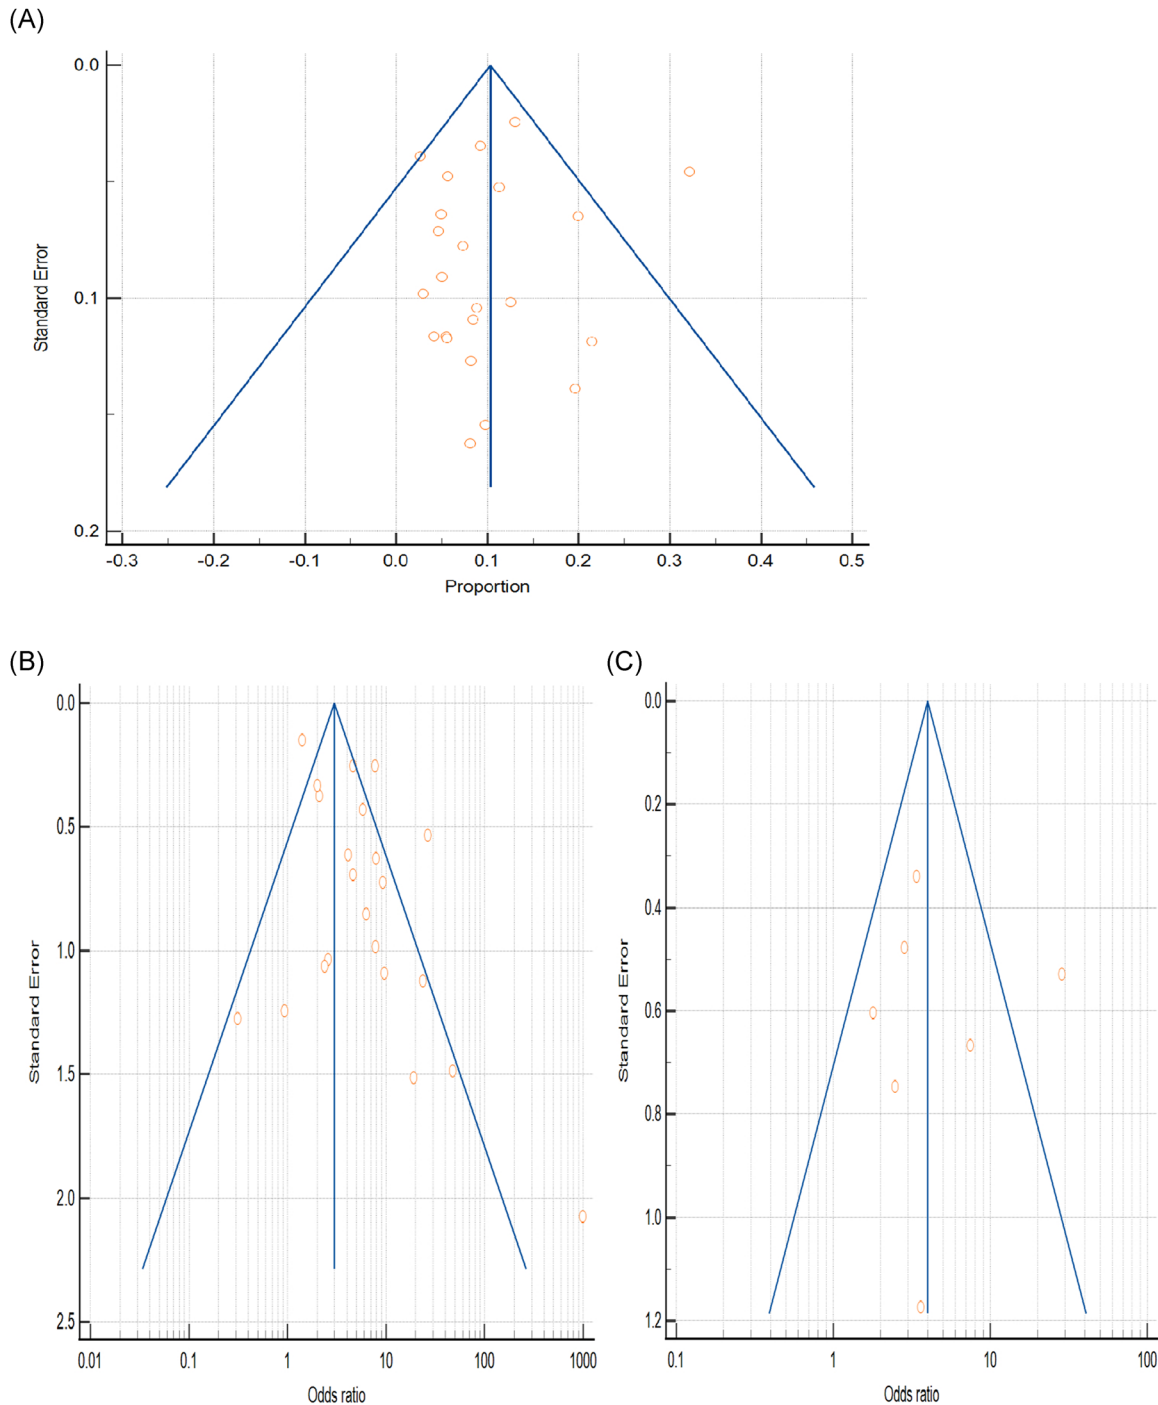 (A)
0.0
0.1
0.2
Standard Error
-0.3 -0.2 -0.1 0.0 0.1 0.2 0.3 0.4 0.5
Proportion
(B)
0.0
0.5
1.0
1.5
2.0
2.5
Standard Error
0.01 0.1 1 10 100 1000
Odds ratio
(C)
0.0
0.2
0.4
0.6
0.8
1.0
1.2
Standard Error
0.1 1 10 100
Odds ratio